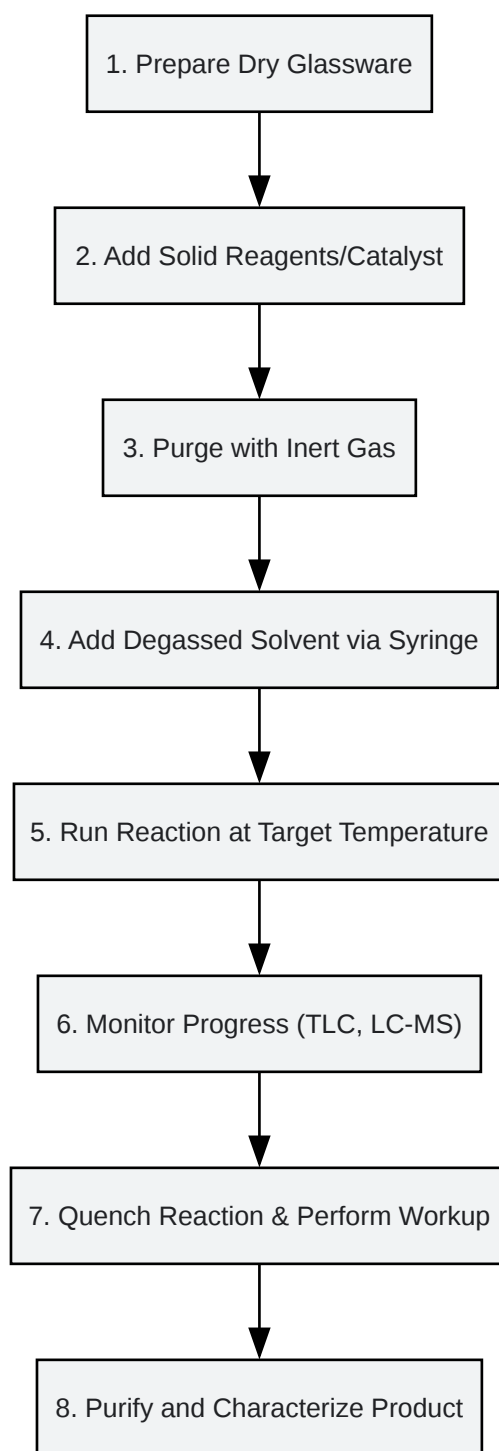 1. Prepare Dry Glassware
2. Add Solid Reagents/Catalyst
3. Purge with Inert Gas
4. Add Degassed Solvent via Syringe
5. Run Reaction at Target Temperature
6. Monitor Progress (TLC, LC-MS)
7. Quench Reaction & Perform Workup
8. Purify and Characterize Product